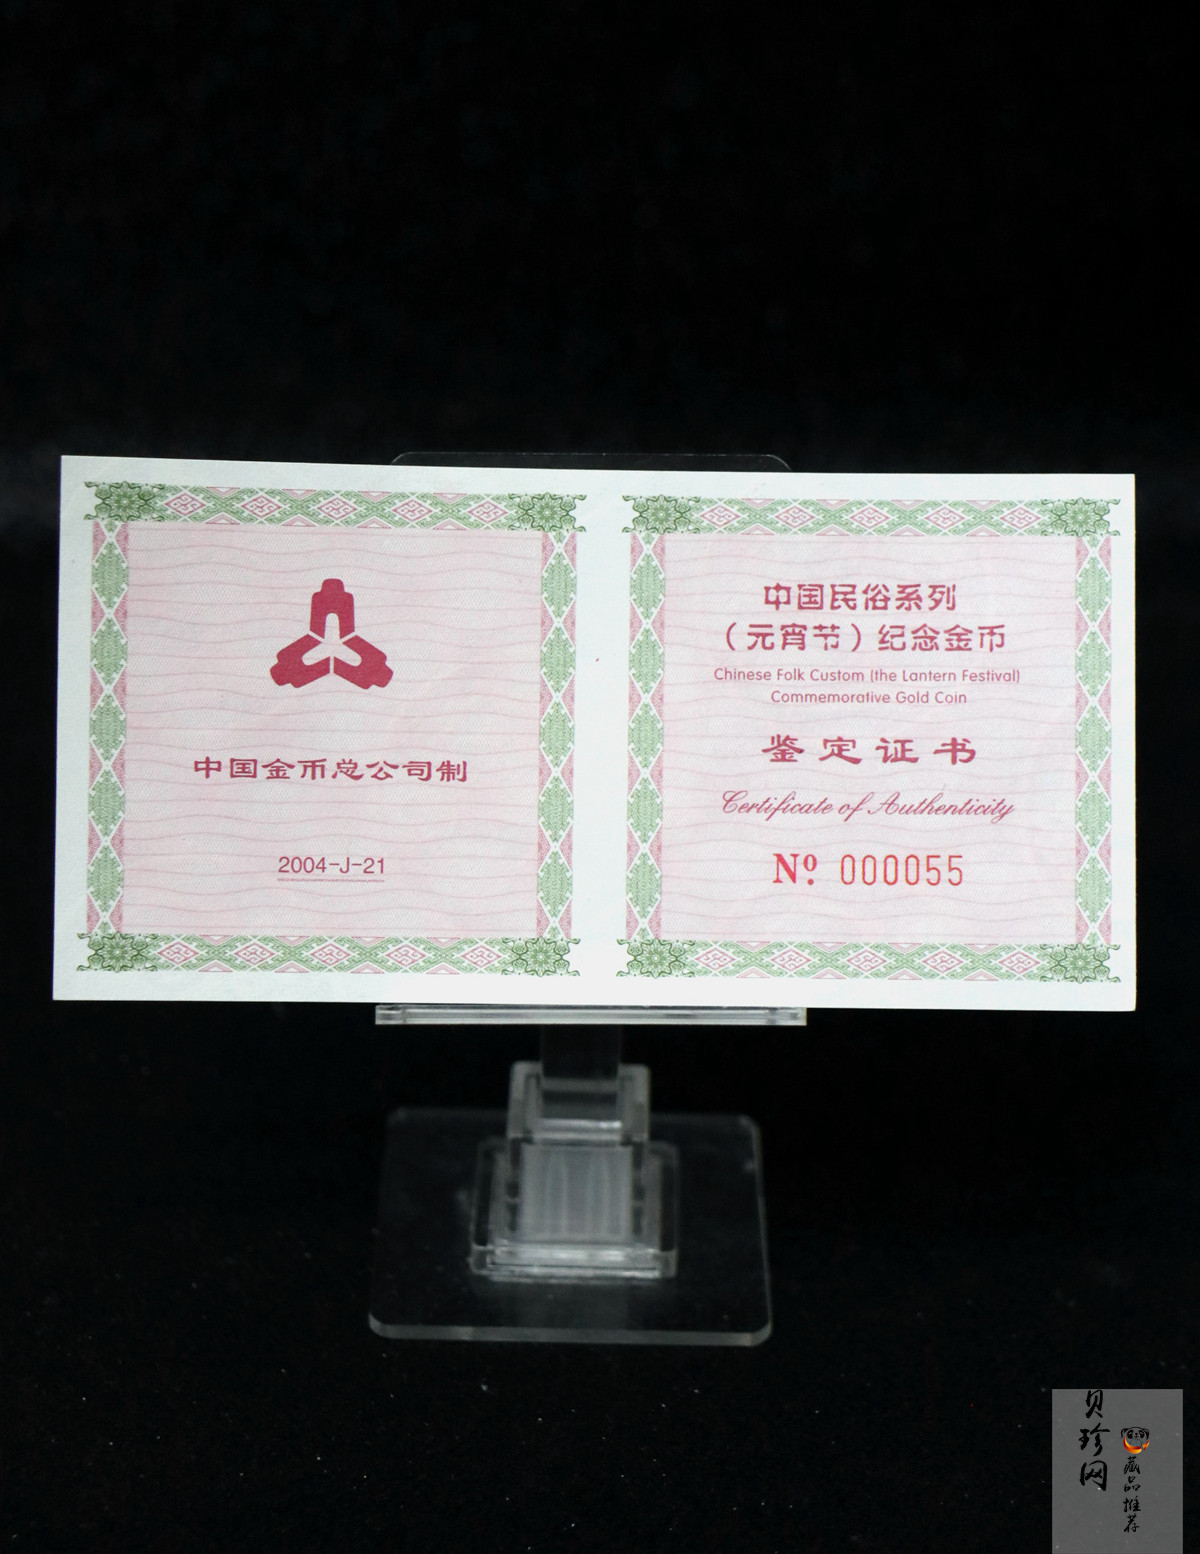 中国金币总公司制
2004-J-21
中国民俗系列
（元宵节）纪念金币
Chinese Folk Custom (the Lantern Festival)
Commemorative Gold Coin
鉴定证书
Certificate of Authenticity
Nº 000055
贝珍网
藏品推荐